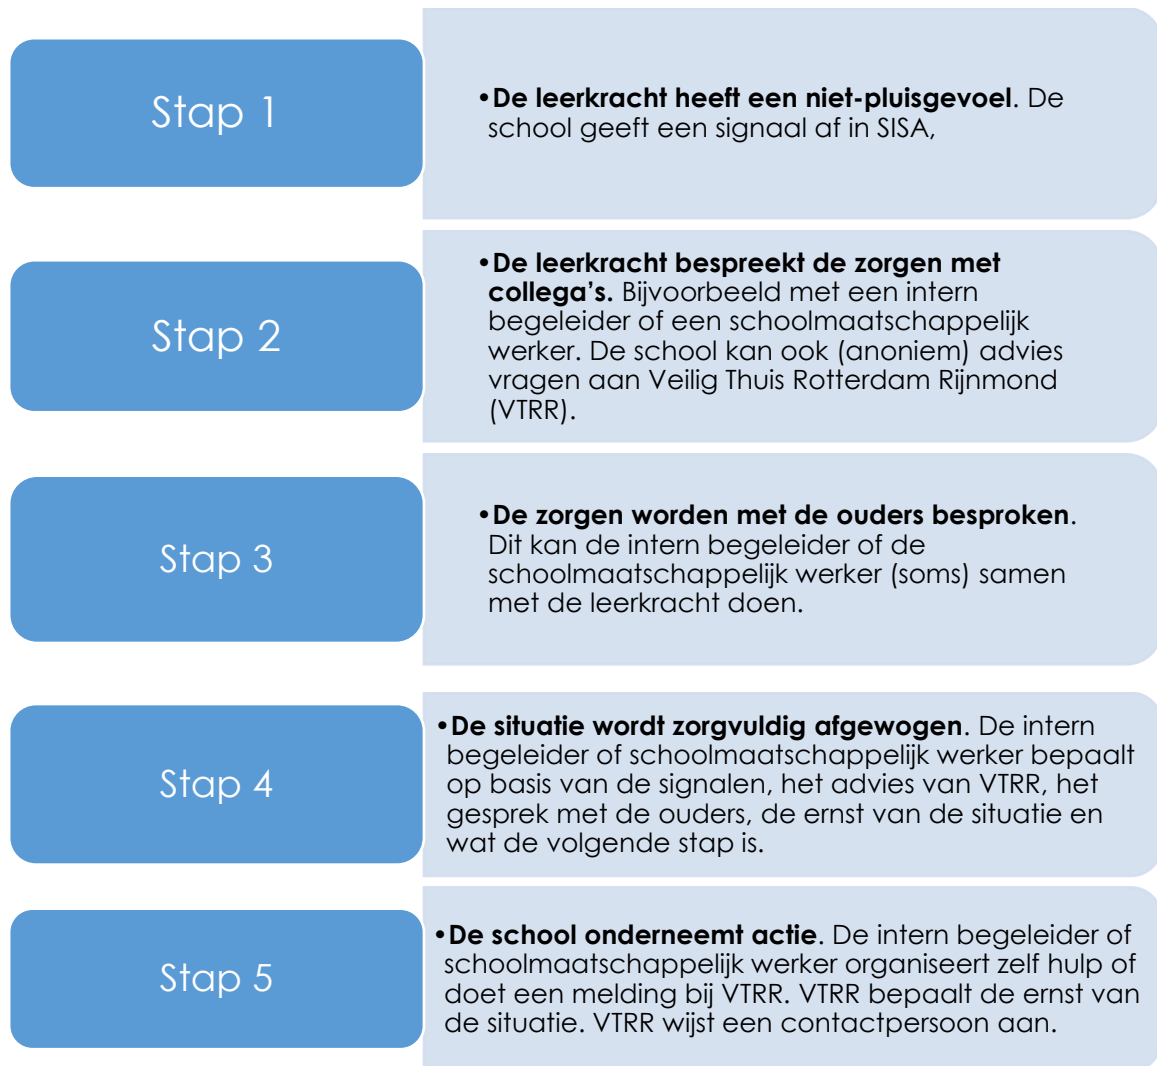 Stap 1
•De leerkracht heeft een niet-pluisgevoel. De
school geeft een signaal af in SISA,
Stap 2
•De leerkracht bespreekt de zorgen met
collega's. Bijvoorbeeld met een intern
begeleider of een schoolmaatschappelijk
werker. De school kan ook (anoniem) advies
vragen aan Veilig Thuis Rotterdam Rijnmond
(VTRR).
Stap 3
•De zorgen worden met de ouders besproken.
Dit kan de intern begeleider of de
schoolmaatschappelijk werker (soms) samen
met de leerkracht doen.
Stap 4
•De situatie wordt zorgvuldig afgewogen. De intern
begeleider of schoolmaatschappelijk werker bepaalt
op basis van de signalen, het advies van VTRR, het
gesprek met de ouders, de ernst van de situatie en
wat de volgende stap is.
Stap 5
•De school onderneemt actie. De intern begeleider of
schoolmaatschappelijk werker organiseert zelf hulp of
doet een melding bij VTRR. VTRR bepaalt de ernst van
de situatie. VTRR wijst een contactpersoon aan.